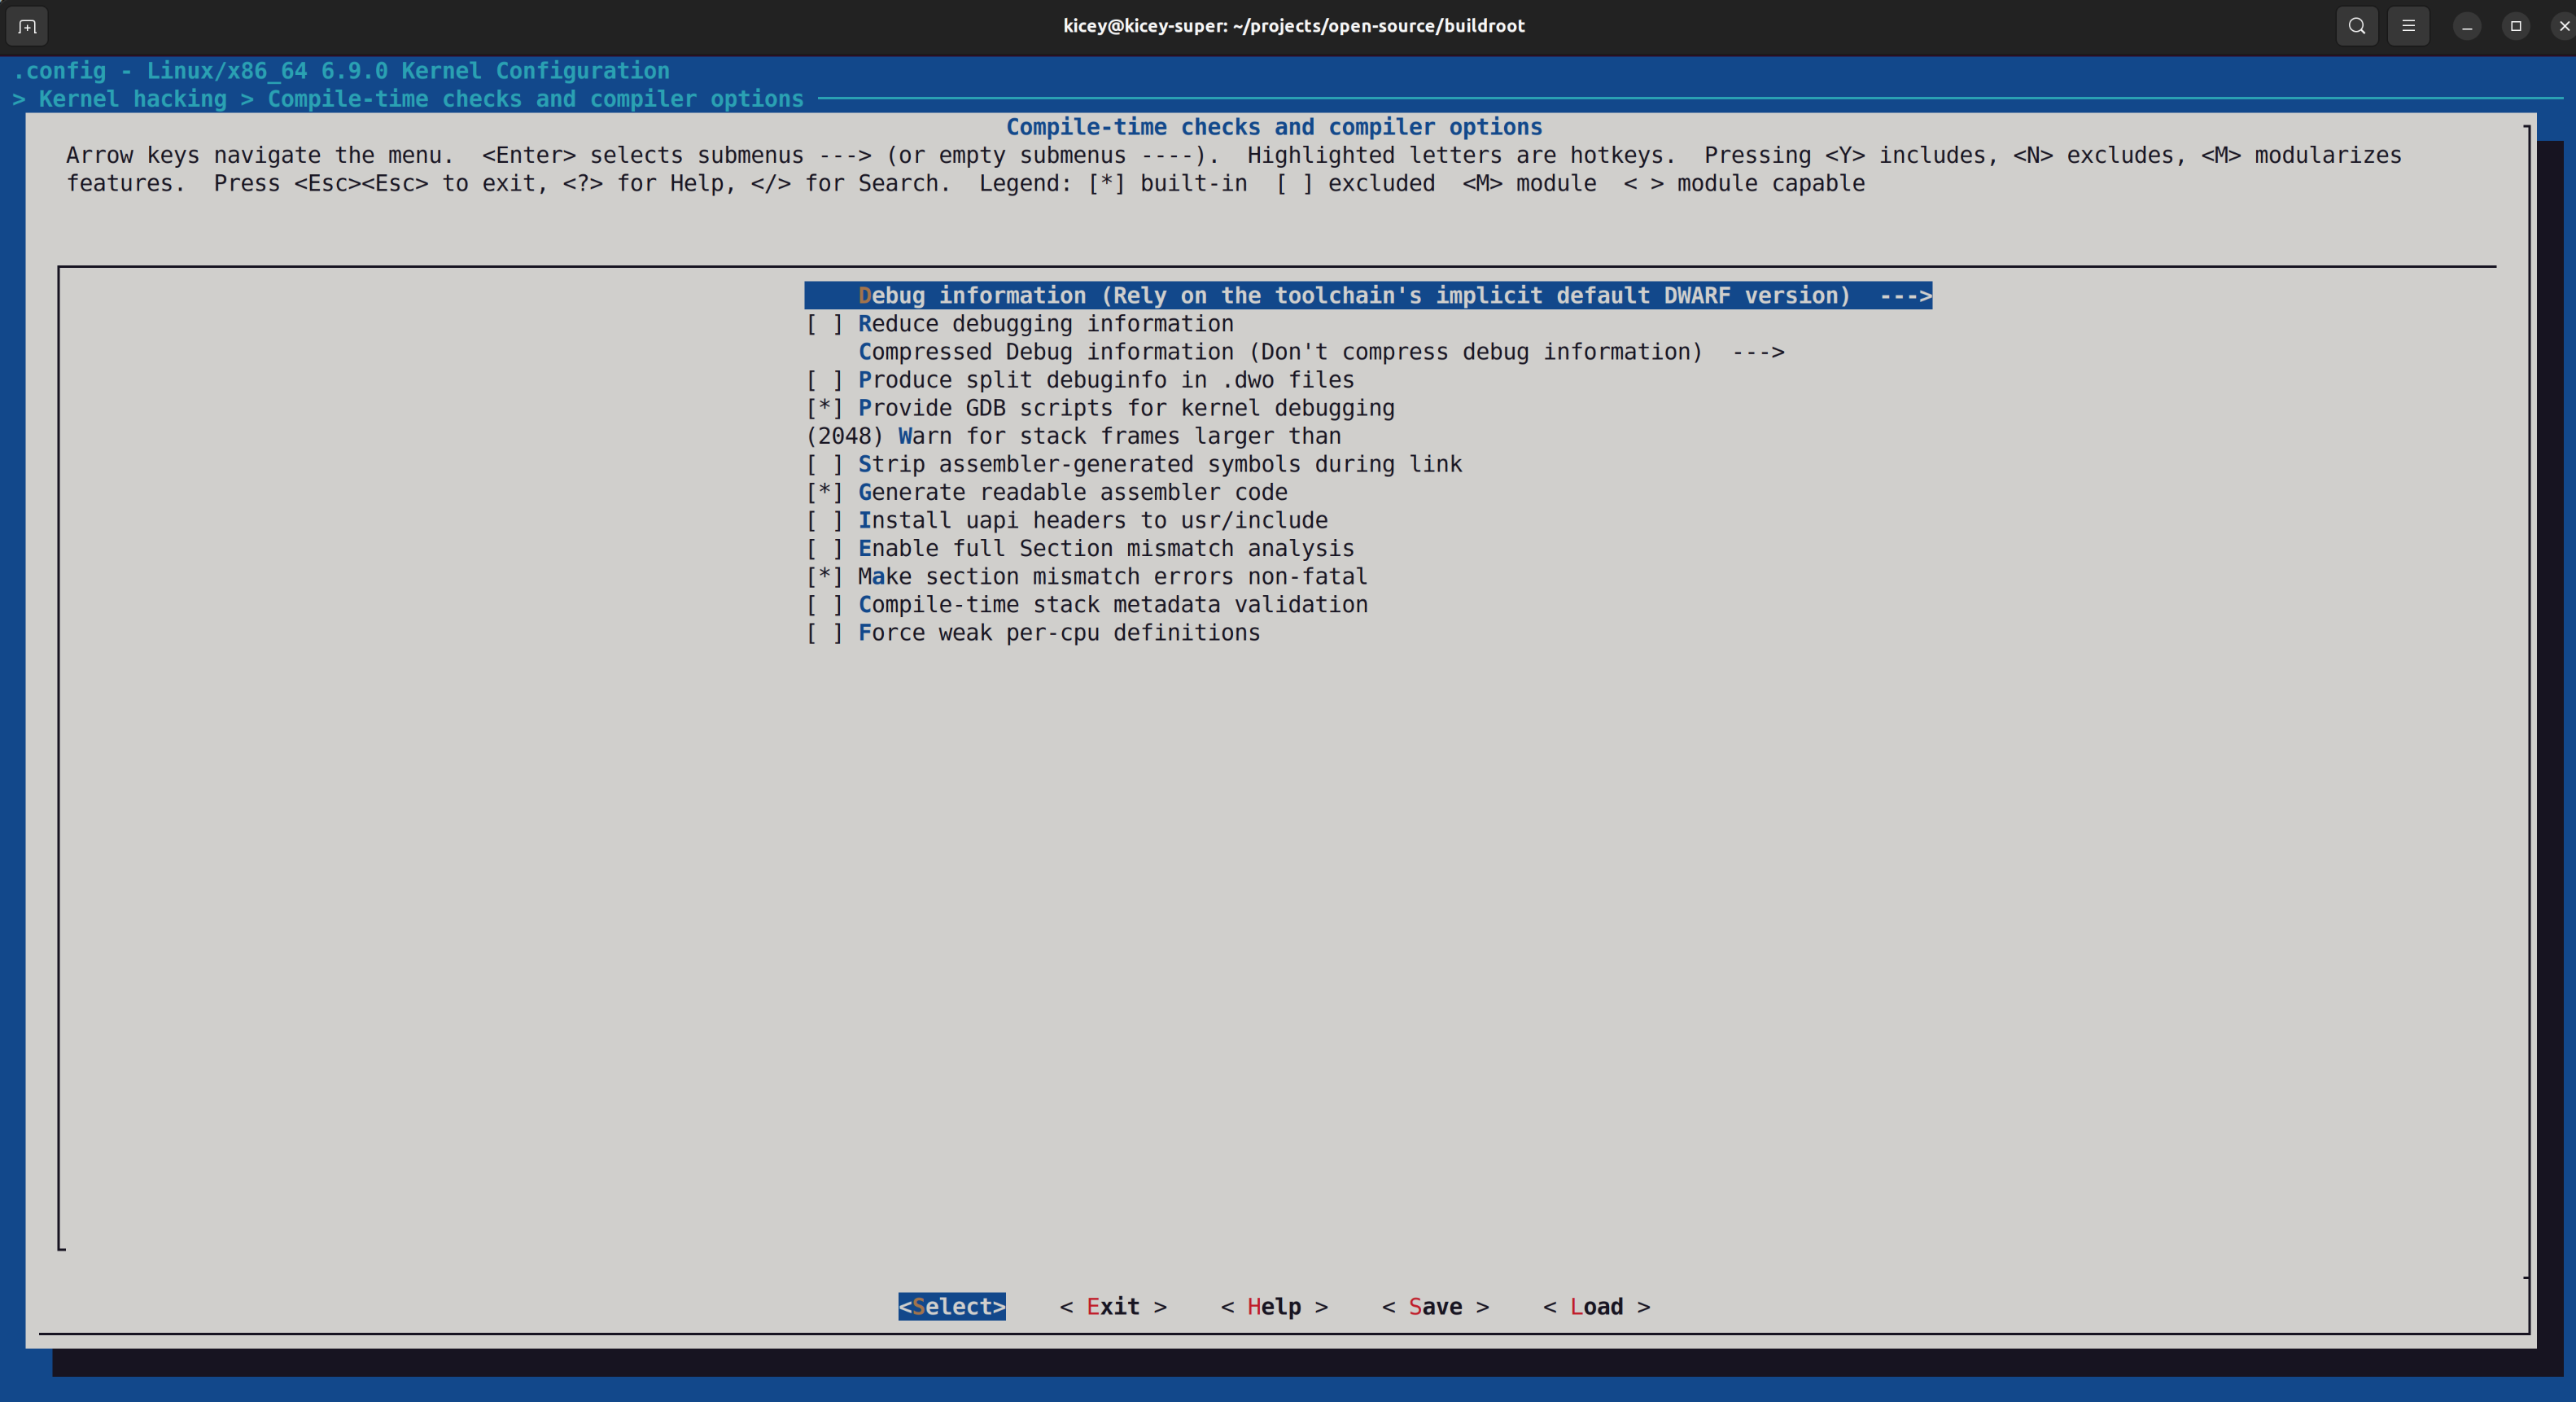 kicey@kicey-super: ~/projects/open-source/buildroot
.config - Linux/x86_64 6.9.0 Kernel Configuration
> Kernel hacking > Compile-time checks and compiler options
Compile-time checks and compiler options
Arrow keys navigate the menu.  <Enter> selects submenus ---> (or empty submenus ----).  Highlighted letters are hotkeys.  Pressing <Y> includes, <N> excludes, <M> modularizes
features.  Press <Esc><Esc> to exit, <?> for Help, </> for Search.  Legend: [*] built-in  [ ] excluded  <M> module  < > module capable
Debug information (Rely on the toolchain's implicit default DWARF version)  --->
[ ] Reduce debugging information
Compressed Debug information (Don't compress debug information)  --->
[ ] Produce split debuginfo in .dwo files
[*] Provide GDB scripts for kernel debugging
(2048) Warn for stack frames larger than
[ ] Strip assembler-generated symbols during link
[*] Generate readable assembler code
[ ] Install uapi headers to usr/include
[ ] Enable full Section mismatch analysis
[*] Make section mismatch errors non-fatal
[ ] Compile-time stack metadata validation
[ ] Force weak per-cpu definitions
<Select>    < Exit >    < Help >    < Save >    < Load >